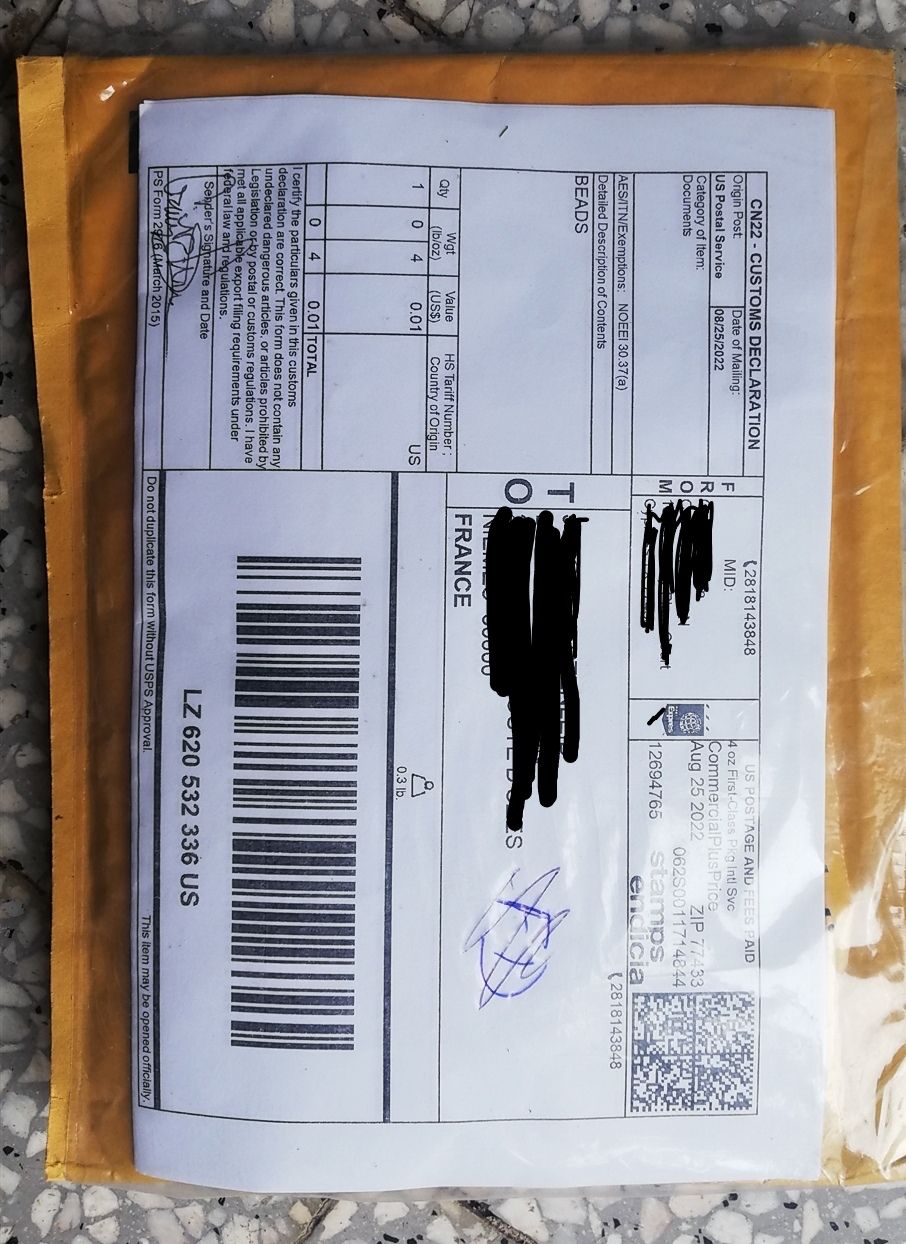 CN22 - CUSTOMS DECLARATION
Origin Post: Date of Mailing:
US Postal Service 08/25/2022
Category of Item:
Documents
AES/ITN/Exemptions: NOEEI 30.37(a)
Detailed Description of Contents
BEADS
Qty Wgt (lb/oz) Value (US$) HS Tariff Number ; Country of Origin
1 0 4 0.01 US
0 4 0.01 TOTAL
I certify the particulars given in this customs
declaration are correct. This form does not contain any
undeclared dangerous articles, or articles prohibited by
Legislation or by postal or customs regulations. I have
met all applicable export filing requirements under
federal law and regulations.
Sender's Signature and Date
PS Form 2976 (March 2015)
(2818143848
MID:
FROM
US POSTAGE AND FEES PAID
4 oz First-Class Pkg Intl Svc
CommercialPlusPrice
Aug 25 2022 ZIP 77433
062S0011714844
12694765
stamps
endicia
(2818143848
TO
FRANCE
0.3 lb.
LZ 620 532 336 US
Do not duplicate this form without USPS Approval. This item may be opened officially.